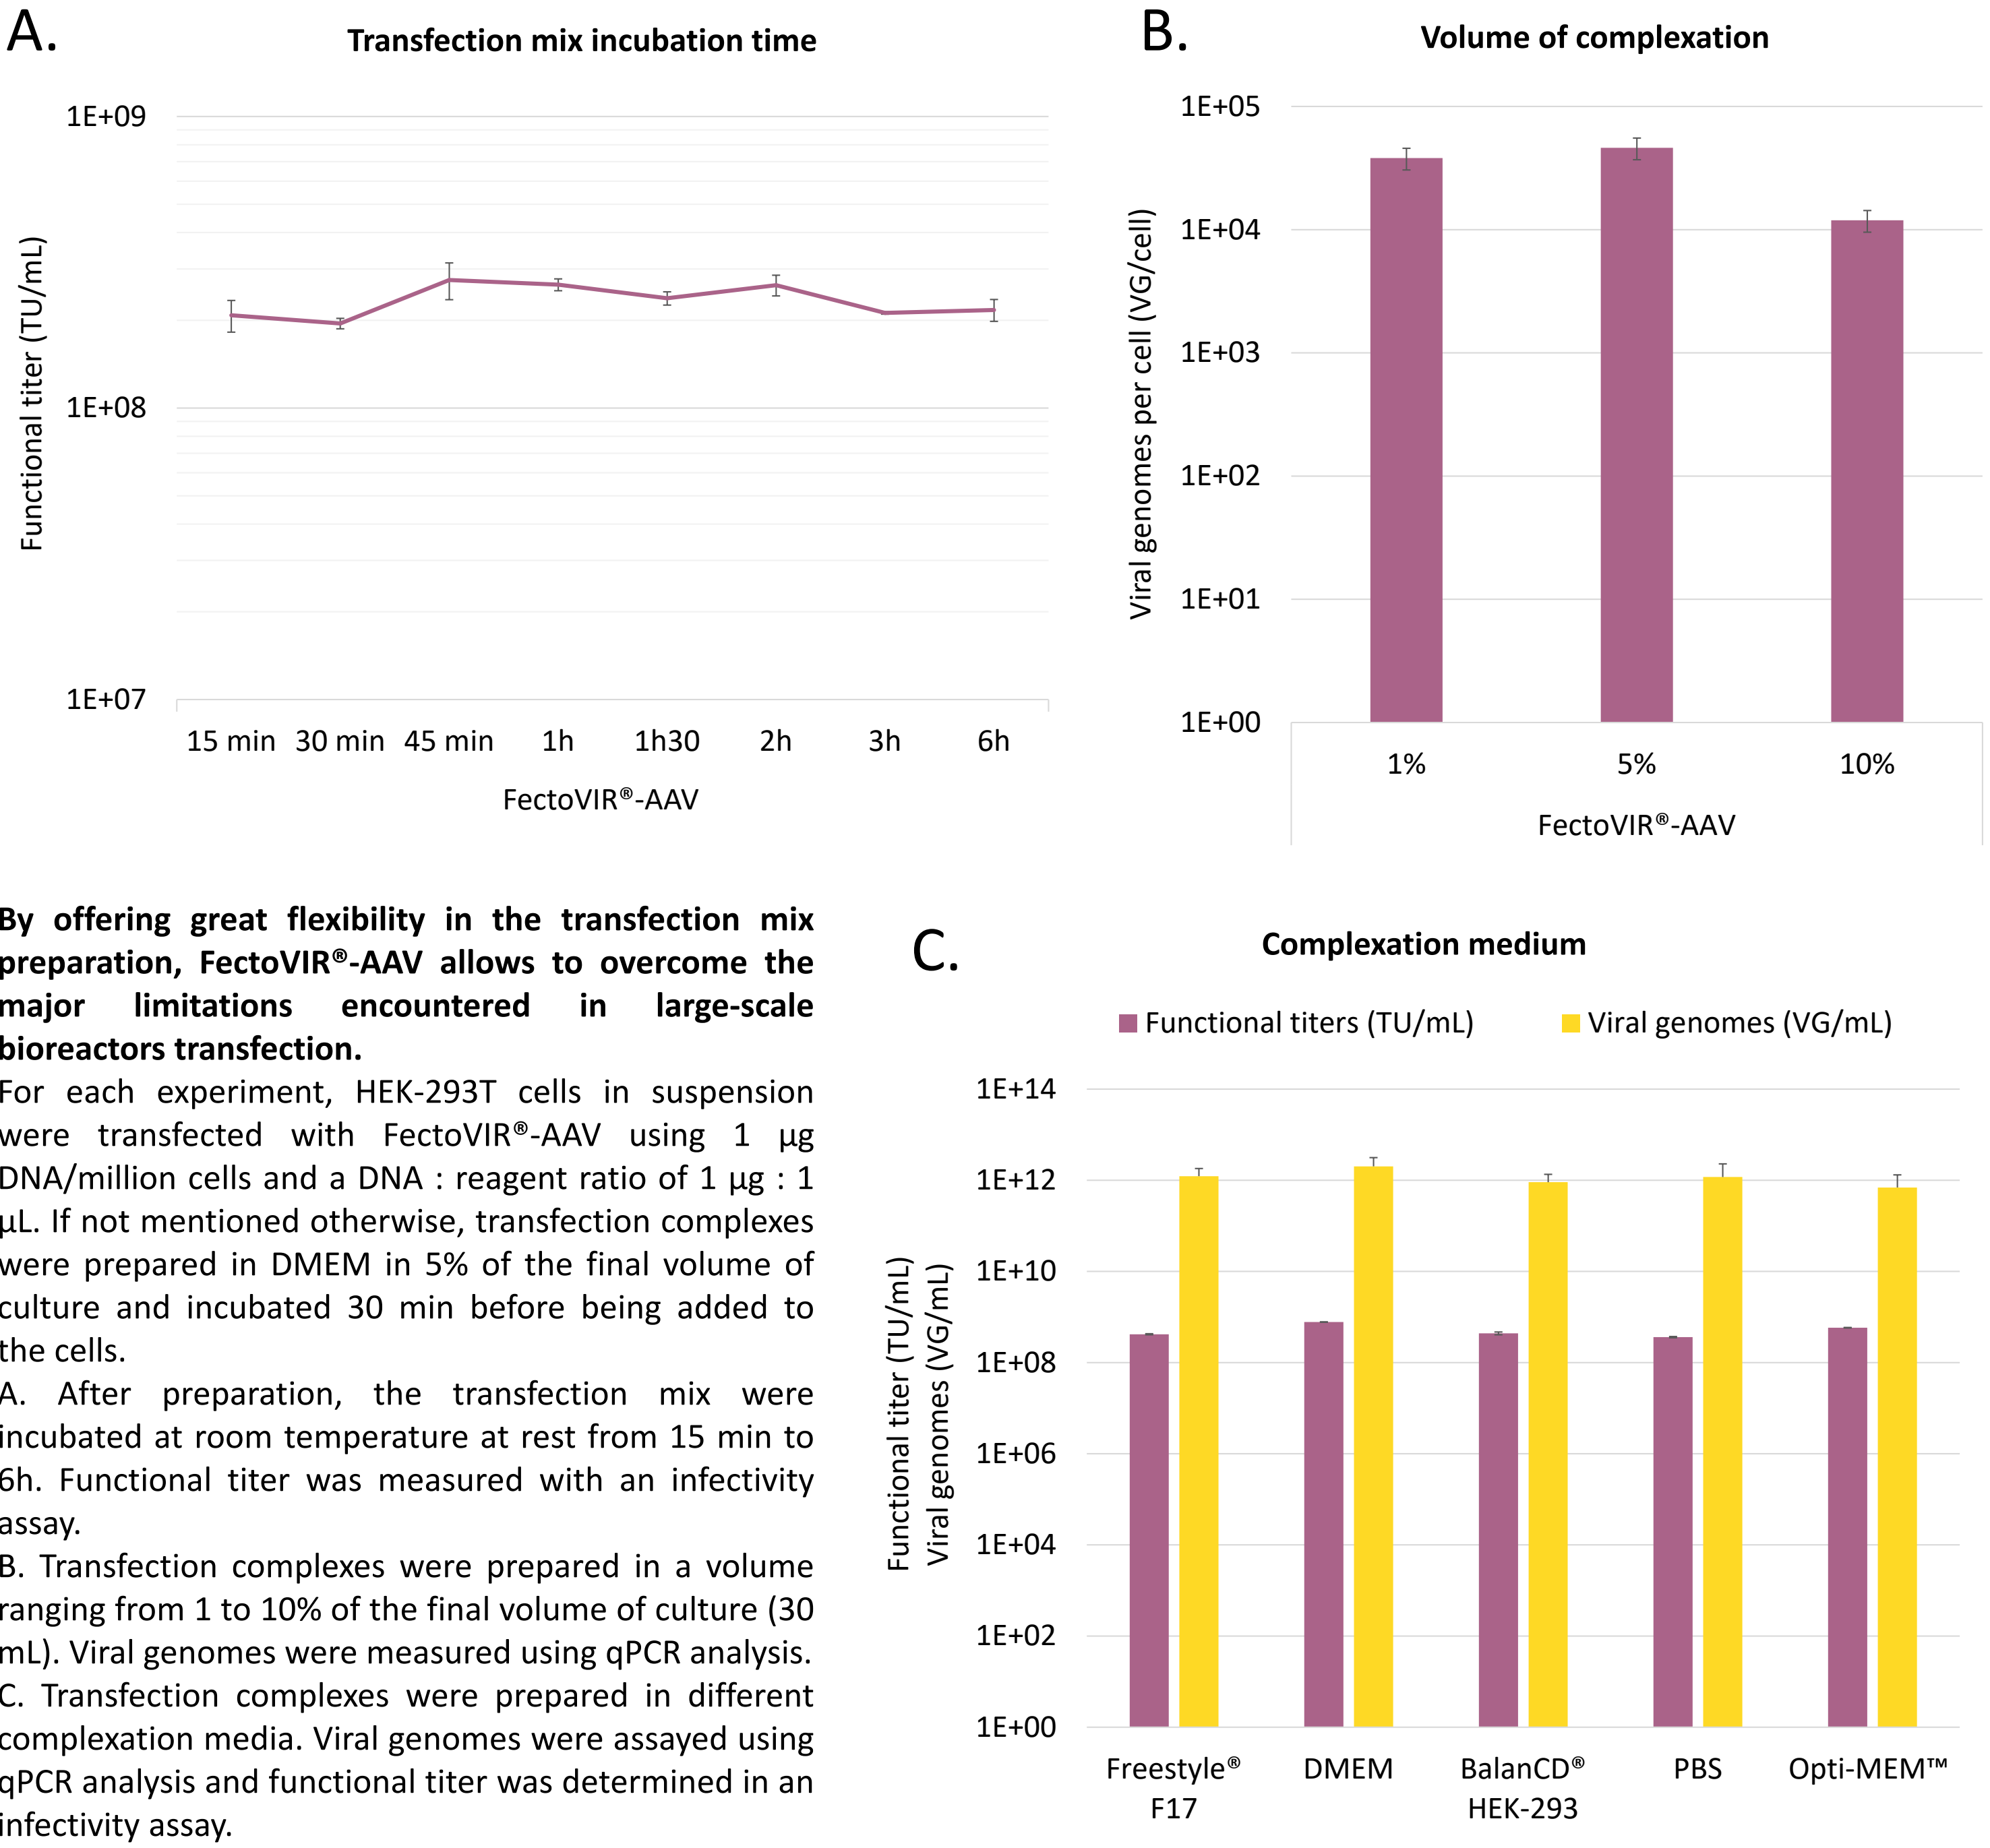 A.
Transfection mix incubation time
Functional titer (TU/mL)
1E+09
1E+08
1E+07
15 min 30 min 45 min 1h 1h30 2h 3h 6h
FectoVIR®-AAV
B.
Volume of complexation
Viral genomes per cell (VG/cell)
1E+05
1E+04
1E+03
1E+02
1E+01
1E+00
1% 5% 10%
FectoVIR®-AAV
By offering great flexibility in the transfection mix
preparation, FectoVIR®-AAV allows to overcome the
major limitations encountered in large-scale
bioreactors transfection.
For each experiment, HEK-293T cells in suspension
were transfected with FectoVIR®-AAV using 1 µg
DNA/million cells and a DNA : reagent ratio of 1 µg : 1
µL. If not mentioned otherwise, transfection complexes
were prepared in DMEM in 5% of the final volume of
culture and incubated 30 min before being added to
the cells.
A. After preparation, the transfection mix were
incubated at room temperature at rest from 15 min to
6h. Functional titer was measured with an infectivity
assay.
B. Transfection complexes were prepared in a volume
ranging from 1 to 10% of the final volume of culture (30
mL). Viral genomes were measured using qPCR analysis.
C. Transfection complexes were prepared in different
complexation media. Viral genomes were assayed using
qPCR analysis and functional titer was determined in an
infectivity assay.
C.
Complexation medium
Functional titers (TU/mL) Viral genomes (VG/mL)
Functional titer (TU/mL)
Viral genomes (VG/mL)
1E+14
1E+12
1E+10
1E+08
1E+06
1E+04
1E+02
1E+00
Freestyle® DMEM BalanCD® PBS Opti-MEM™
F17 HEK-293